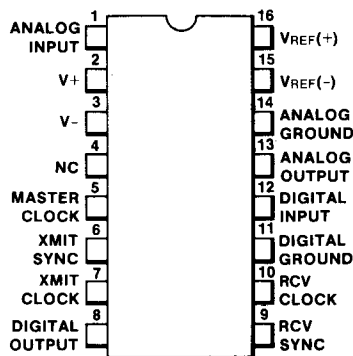 1
ANALOG
INPUT
2
V+
3
V-
4
NC
5
MASTER
CLOCK
6
XMIT
SYNC
7
XMIT
CLOCK
8
DIGITAL
OUTPUT
16
VREF(+)
15
VREF(-)
14
ANALOG
GROUND
13
ANALOG
OUTPUT
12
DIGITAL
INPUT
11
DIGITAL
GROUND
10
RCV
CLOCK
9
RCV
SYNC